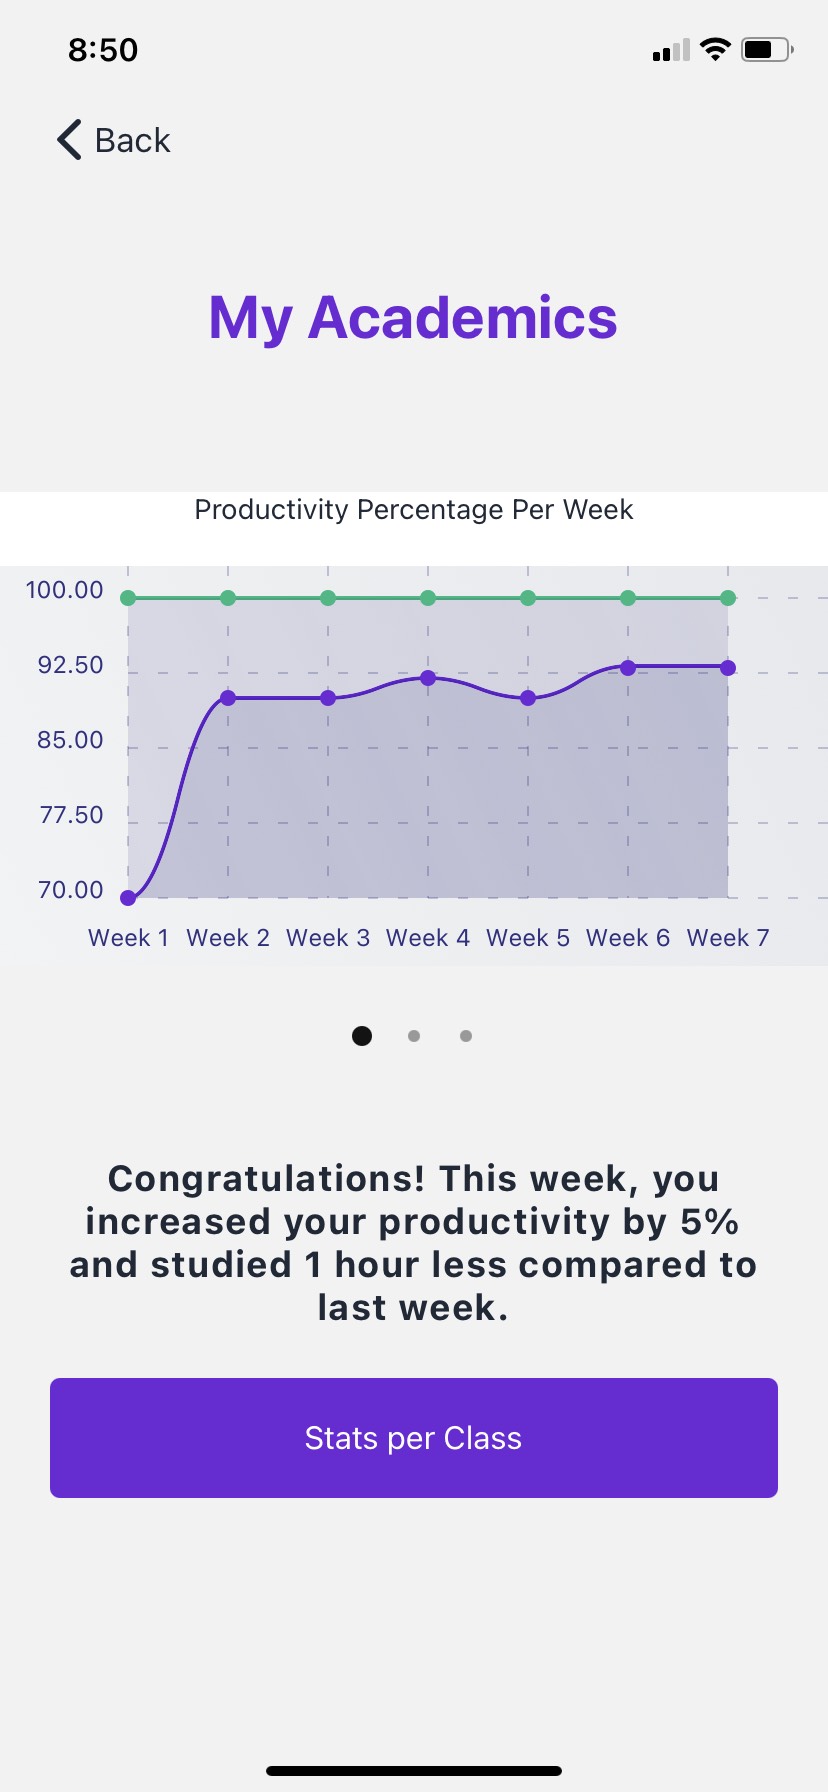 8:50
Back
My Academics
Productivity Percentage Per Week
100.00
92.50
85.00
77.50
70.00
Week 1 Week 2 Week 3 Week 4 Week 5 Week 6 Week 7
Congratulations! This week, you
increased your productivity by 5%
and studied 1 hour less compared to
last week.
Stats per Class